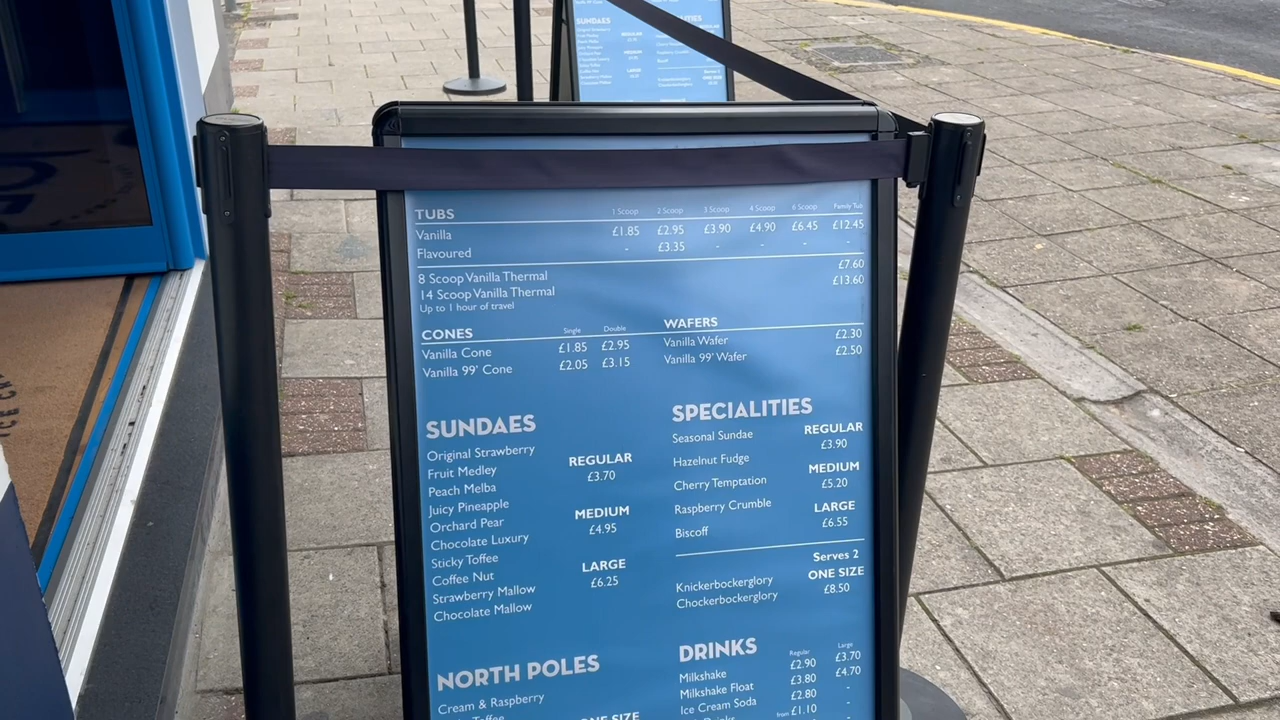 SUNDAES
REGULAR
MEDIUM
LARGE
TUBS 1 Scoop 2 Scoop 3 Scoop 4 Scoop 6 Scoop Family Tub
Vanilla £1.85 £2.95 £3.90 £4.90 £6.45 £12.45
Flavoured - £3.35 - - - -
8 Scoop Vanilla Thermal £7.60
14 Scoop Vanilla Thermal £13.60
Up to 1 hour of travel
CONES Single Double
Vanilla Cone £1.85 £2.95
Vanilla 99' Cone £2.05 £3.15
WAFERS
Vanilla Wafer £2.30
Vanilla 99' Wafer £2.50
SUNDAES
Original Strawberry
Fruit Medley
Peach Melba
Juicy Pineapple
Orchard Pear
Chocolate Luxury
Sticky Toffee
Coffee Nut
Strawberry Mallow
Chocolate Mallow
REGULAR
£3.70
MEDIUM
£4.95
LARGE
£6.25
SPECIALITIES
Seasonal Sundae
Hazelnut Fudge
Cherry Temptation
Raspberry Crumble
Biscoff
REGULAR
£3.90
MEDIUM
£5.20
LARGE
£6.55
Serves 2
ONE SIZE
£8.50
Knickerbockerglory
Chockerbockerglory
NORTH POLES
Cream & Raspberry
Toffee
ONE SIZE
DRINKS Regular Large
Milkshake £2.90 £3.70
Milkshake Float £3.80 £4.70
Ice Cream Soda £2.80 -
from £1.10 -